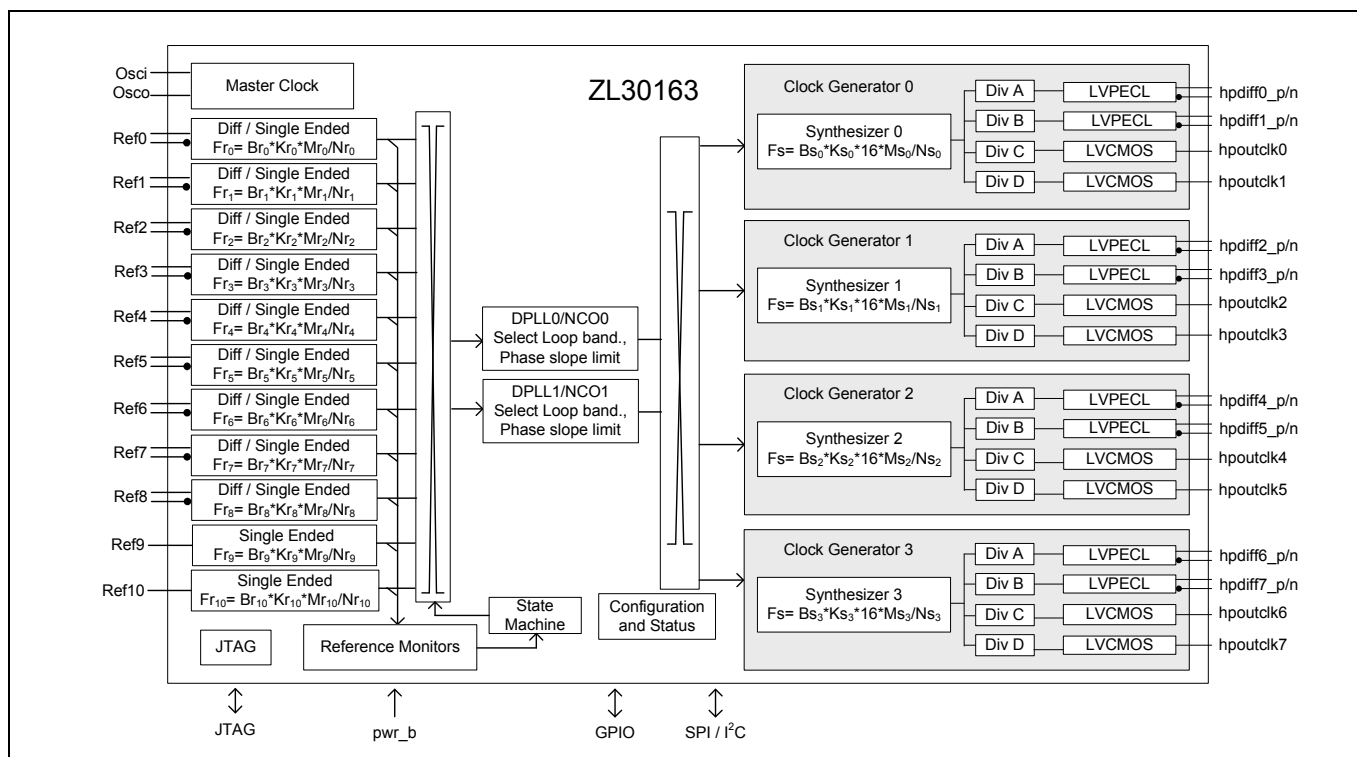 ZL30163
Osci
Osco
Master Clock
Ref0
Diff / Single Ended
Fr₀= Br₀*Kr₀*Mr₀/Nr₀
Ref1
Diff / Single Ended
Fr₁= Br₁*Kr₁*Mr₁/Nr₁
Ref2
Diff / Single Ended
Fr₂= Br₂*Kr₂*Mr₂/Nr₂
Ref3
Diff / Single Ended
Fr₃= Br₃*Kr₃*Mr₃/Nr₃
Ref4
Diff / Single Ended
Fr₄= Br₄*Kr₄*Mr₄/Nr₄
Ref5
Diff / Single Ended
Fr₅= Br₅*Kr₅*Mr₅/Nr₅
Ref6
Diff / Single Ended
Fr₆= Br₆*Kr₆*Mr₆/Nr₆
Ref7
Diff / Single Ended
Fr₇= Br₇*Kr₇*Mr₇/Nr₇
Ref8
Diff / Single Ended
Fr₈= Br₈*Kr₈*Mr₈/Nr₈
Ref9
Single Ended
Fr₉= Br₉*Kr₉*Mr₉/Nr₉
Ref10
Single Ended
Fr₁₀= Br₁₀*Kr₁₀*Mr₁₀/Nr₁₀
JTAG
Reference Monitors
State
Machine
DPLL0/NCO0
Select Loop band.,
Phase slope limit
DPLL1/NCO1
Select Loop band.,
Phase slope limit
Configuration
and Status
Clock Generator 0
Synthesizer 0
Fs= Bs₀*Ks₀*16*Ms₀/Ns₀
Div A
LVPECL
hpdiff0_p/n
Div B
LVPECL
hpdiff1_p/n
Div C
LVCMOS
hpoutclk0
Div D
LVCMOS
hpoutclk1
Clock Generator 1
Synthesizer 1
Fs= Bs₁*Ks₁*16*Ms₁/Ns₁
Div A
LVPECL
hpdiff2_p/n
Div B
LVPECL
hpdiff3_p/n
Div C
LVCMOS
hpoutclk2
Div D
LVCMOS
hpoutclk3
Clock Generator 2
Synthesizer 2
Fs= Bs₂*Ks₂*16*Ms₂/Ns₂
Div A
LVPECL
hpdiff4_p/n
Div B
LVPECL
hpdiff5_p/n
Div C
LVCMOS
hpoutclk4
Div D
LVCMOS
hpoutclk5
Clock Generator 3
Synthesizer 3
Fs= Bs₃*Ks₃*16*Ms₃/Ns₃
Div A
LVPECL
hpdiff6_p/n
Div B
LVPECL
hpdiff7_p/n
Div C
LVCMOS
hpoutclk6
Div D
LVCMOS
hpoutclk7
JTAG
pwr_b
GPIO
SPI / I²C